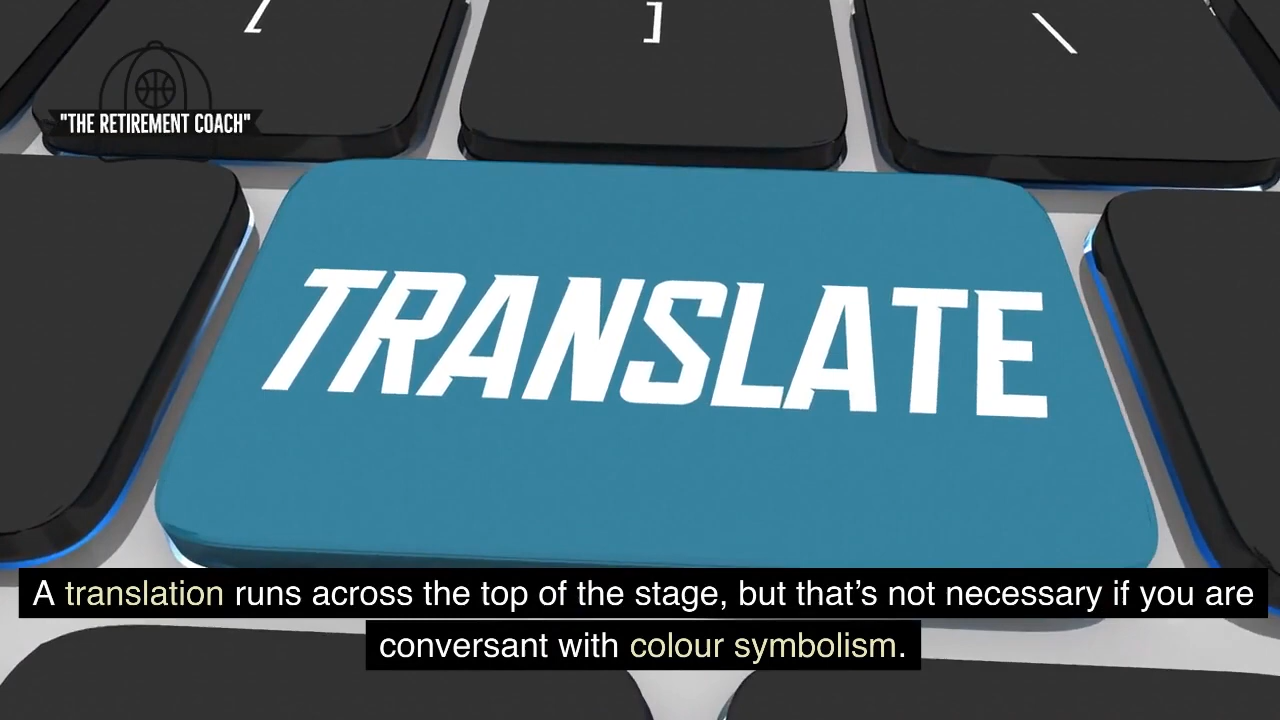 [
]
\
"THE RETIREMENT COACH"
TRANSLATE
A translation runs across the top of the stage, but that’s not necessary if you are
conversant with colour symbolism.